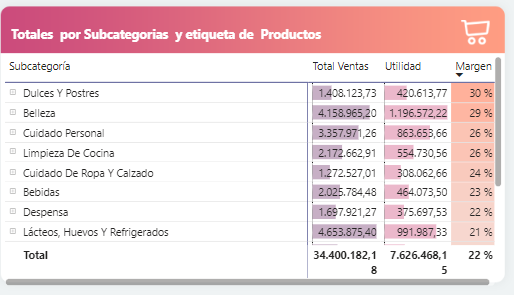 Totales por Subcategorias y etiqueta de Productos
Subcategoría Total Ventas Utilidad Margen
Dulces Y Postres 1.408.123,73 420.613,77 30 %
Belleza 4.158.965,20 1.196.572,22 29 %
Cuidado Personal 3.357.971,26 863.653,66 26 %
Limpieza De Cocina 2.172.662,91 554.730,56 26 %
Cuidado De Ropa Y Calzado 1.272.527,01 308.062,66 24 %
Bebidas 2.025.784,48 464.073,50 23 %
Despensa 1.697.921,27 375.697,53 22 %
Lácteos, Huevos Y Refrigerados 4.653.875,40 991.987,33 21 %
Total 34.400.182,1 7.626.468,1 22 %
8 5